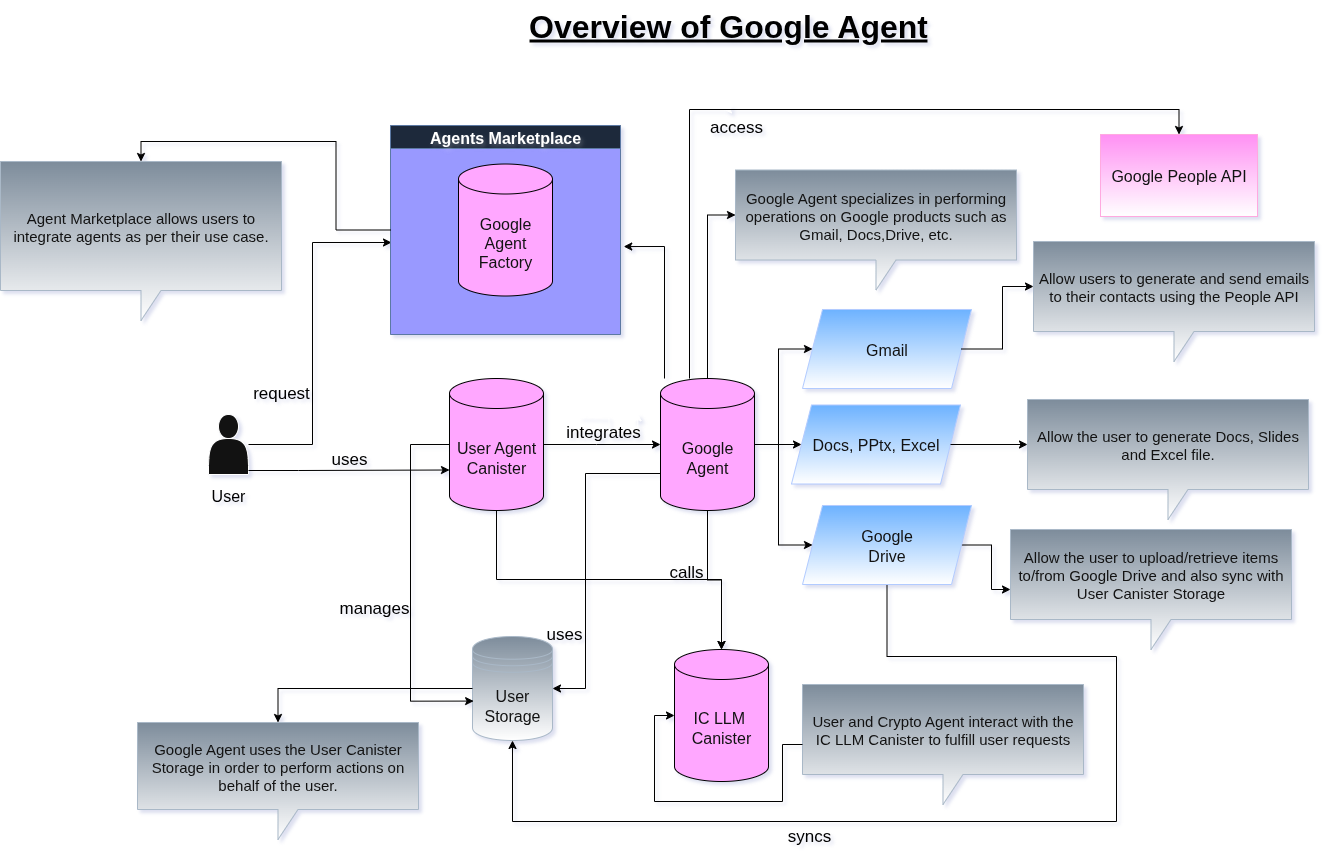 Overview of Google Agent
access
Agents Marketplace
Google People API
Google Agent specializes in performing
operations on Google products such as
Gmail, Docs,Drive, etc.
Agent Marketplace allows users to
integrate agents as per their use case.
Google
Agent
Factory
Allow users to generate and send emails
to their contacts using the People API
Gmail
request
integrates
User Agent
Canister
Google
Agent
Docs, PPtx, Excel
Allow the user to generate Docs, Slides
and Excel file.
uses
User
Google
Drive
Allow the user to upload/retrieve items
to/from Google Drive and also sync with
User Canister Storage
calls
manages
uses
User
Storage
IC LLM
Canister
User and Crypto Agent interact with the
IC LLM Canister to fulfill user requests
Google Agent uses the User Canister
Storage in order to perform actions on
behalf of the user.
syncs